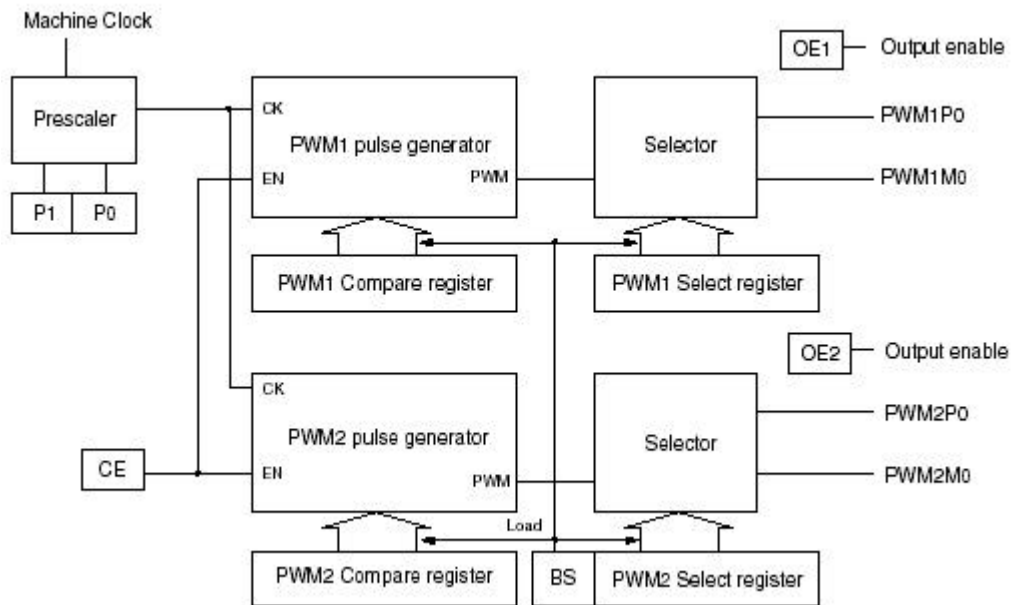 Machine Clock
OE1
Output enable
Prescaler
CK
PWM1 pulse generator
EN
PWM
Selector
PWM1P0
PWM1M0
P1
P0
PWM1 Compare register
PWM1 Select register
OE2
Output enable
CK
PWM2 pulse generator
EN
PWM
Selector
PWM2P0
PWM2M0
CE
Load
PWM2 Compare register
BS
PWM2 Select register